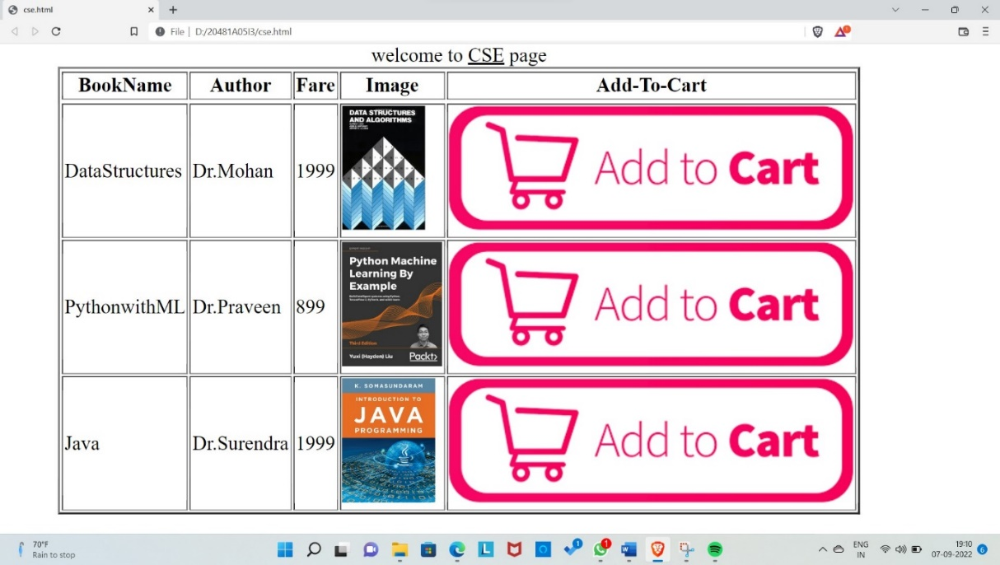 cse.html
File | D:/20481A05I3/cse.html
welcome to CSE page
BookName Author Fare Image Add-To-Cart
DataStructures Dr.Mohan 1999
DATA STRUCTURES
AND ALGORITHMS
Add to Cart
PythonwithML Dr.Praveen 899
Python Machine
Learning By
Example
Third Edition
Yuxi (Hayden) Liu Packt>
Add to Cart
Java Dr.Surendra 1999
K. SOMASUNDARAM
INTRODUCTION TO
JAVA
PROGRAMMING
Add to Cart
70°F
Rain to stop
L
1
ENG
IN
19:10
07-09-2022
6